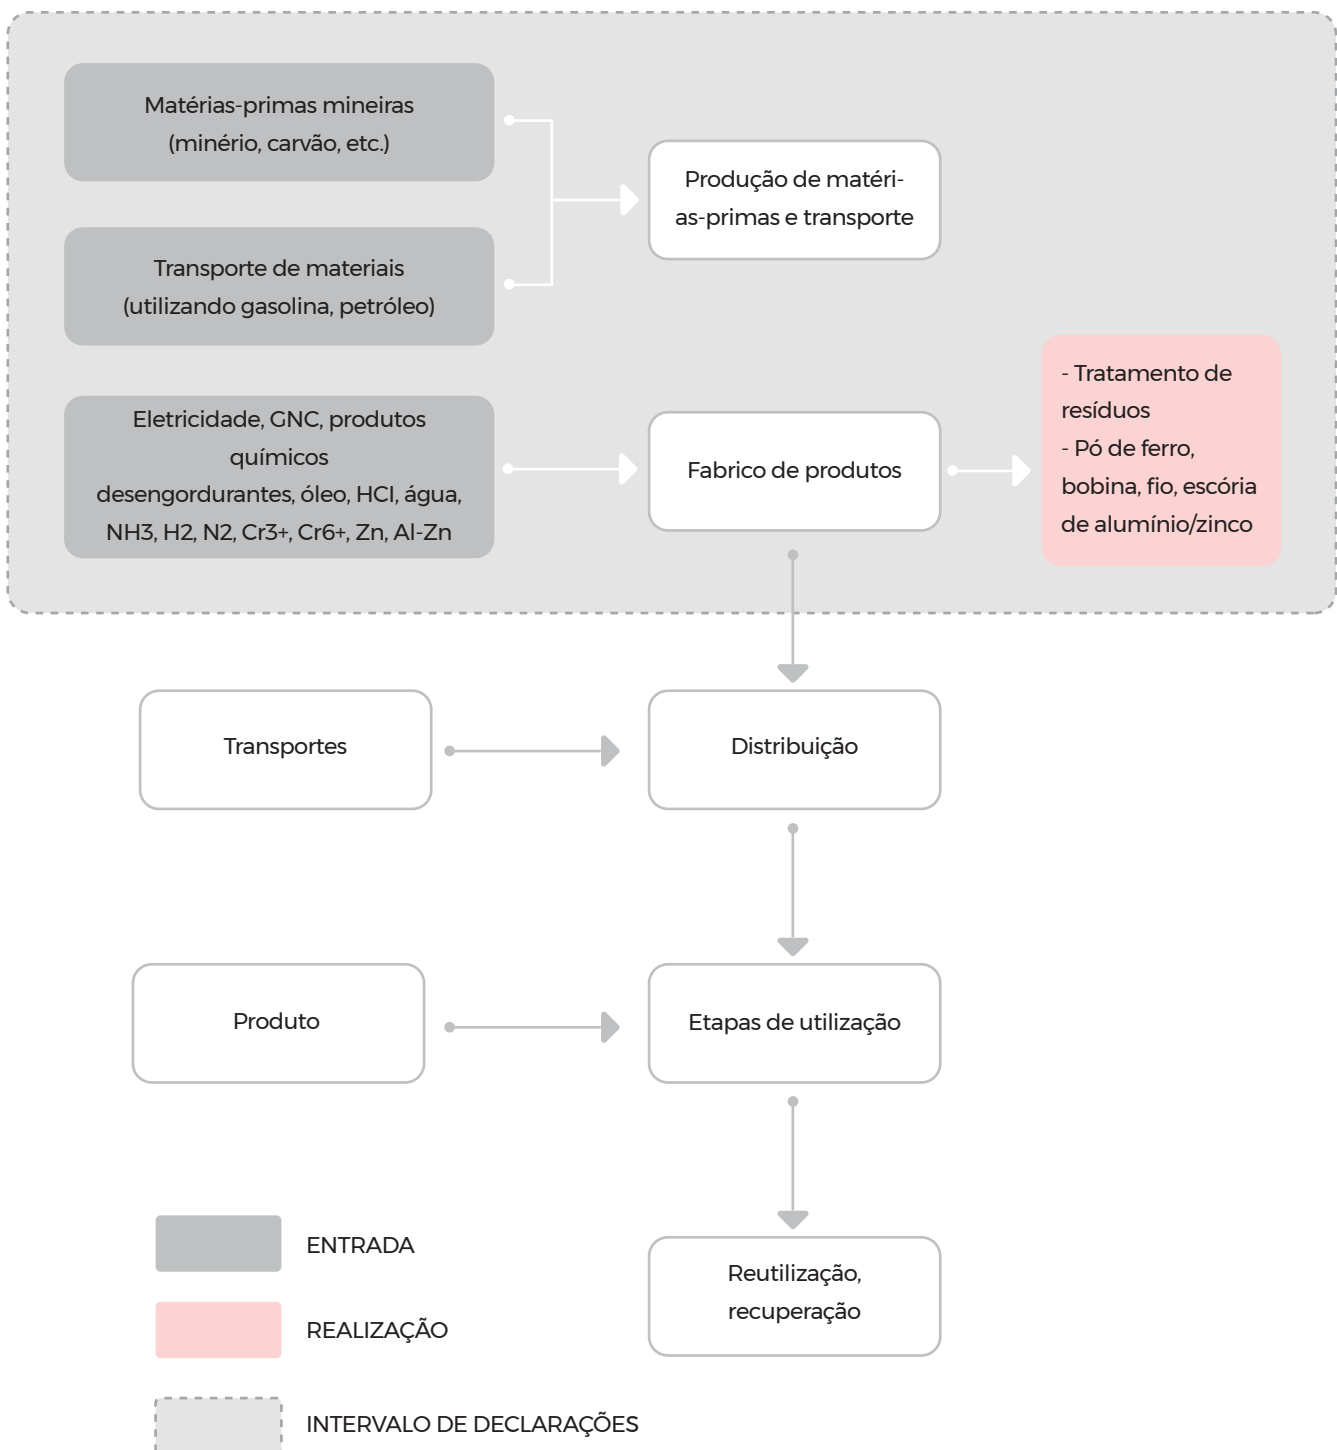 Matérias-primas mineiras
(minério, carvão, etc.)
Produção de matéri-
as-primas e transporte
Transporte de materiais
(utilizando gasolina, petróleo)
Eletricidade, GNC, produtos
químicos
desengordurantes, óleo, HCl, água,
NH3, H2, N2, Cr3+, Cr6+, Zn, Al-Zn
Fabrico de produtos
- Tratamento de
resíduos
- Pó de ferro,
bobina, fio, escória
de alumínio/zinco
Transportes
Distribuição
Produto
Etapas de utilização
Reutilização,
recuperação
ENTRADA
REALIZAÇÃO
INTERVALO DE DECLARAÇÕES